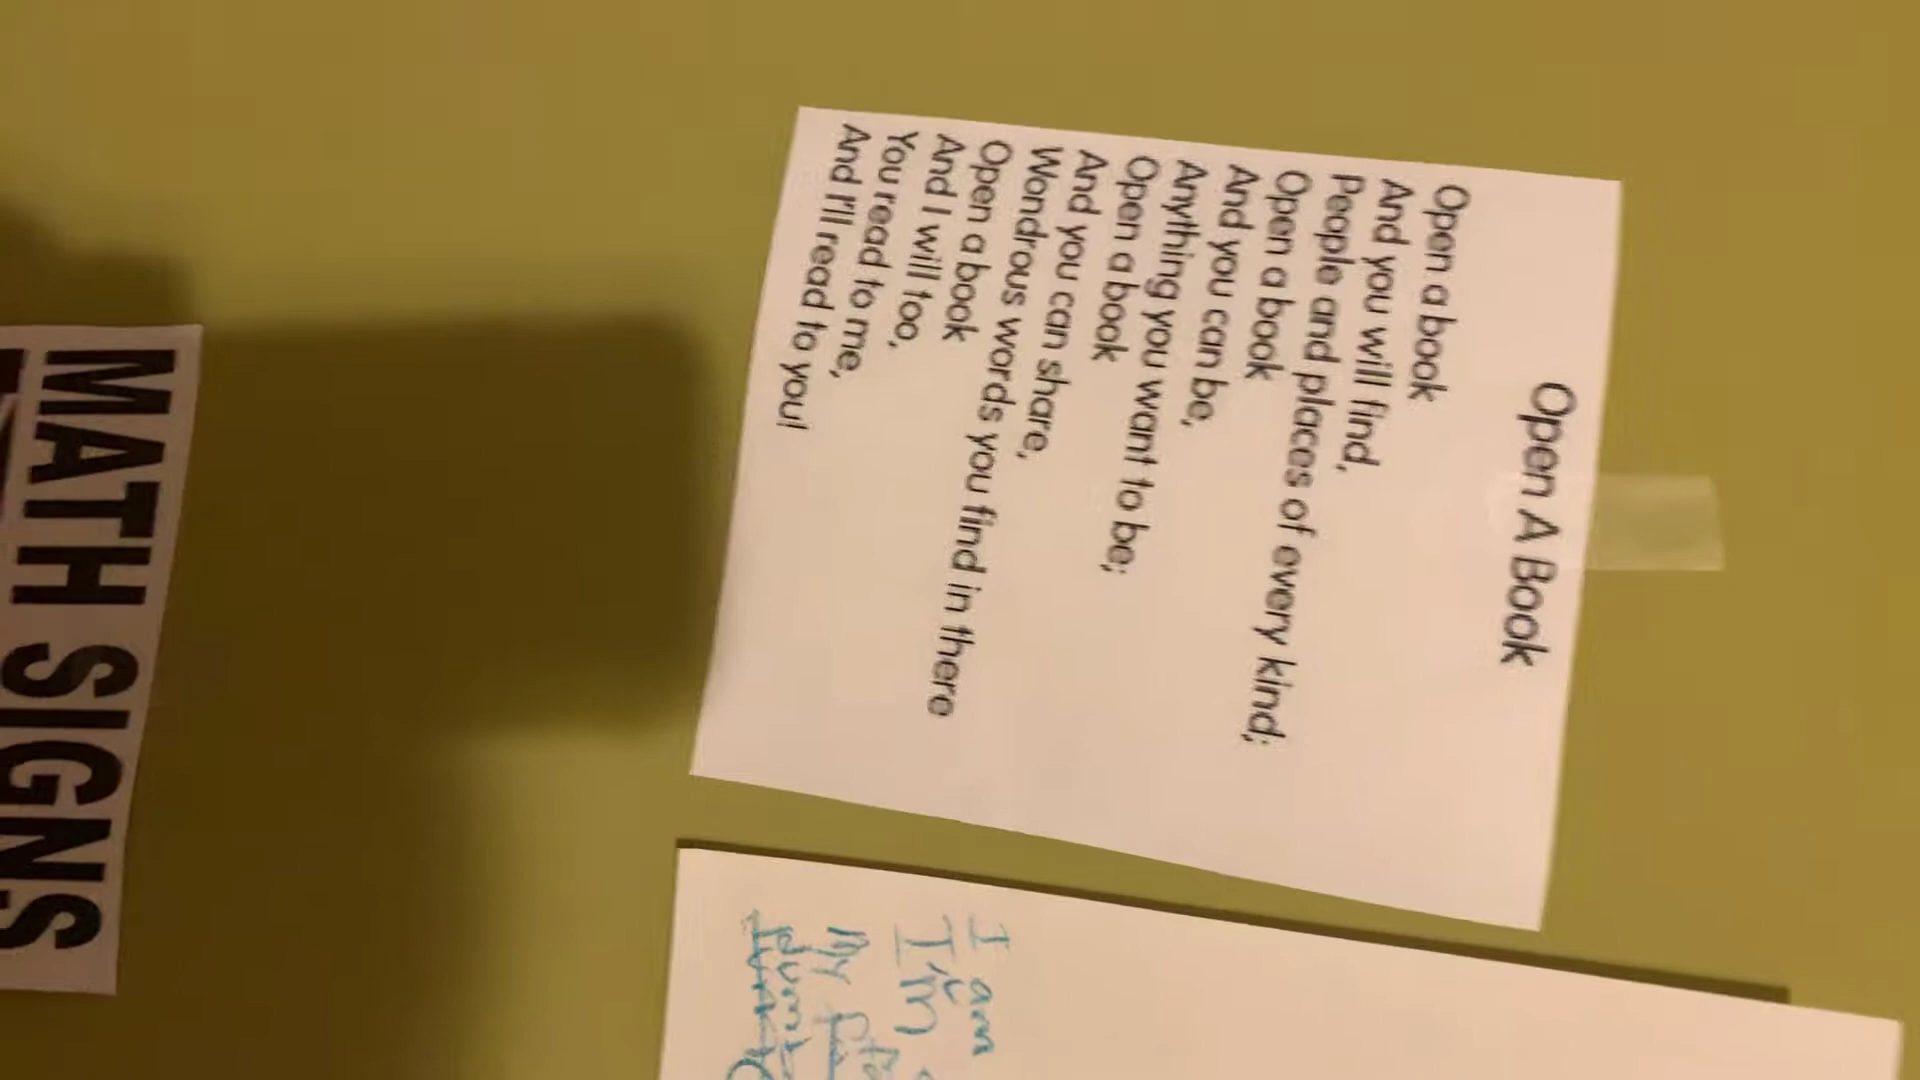 Open A Book
Open a book
And you will find,
People and places of every kind;
Open a book
And you can be,
Anything you want to be;
Open a book
And you can share,
Wondrous words you find in there
Open a book
And I will too,
You read to me,
And I'll read to you!
MATH SIGNS
I am
I'm
My